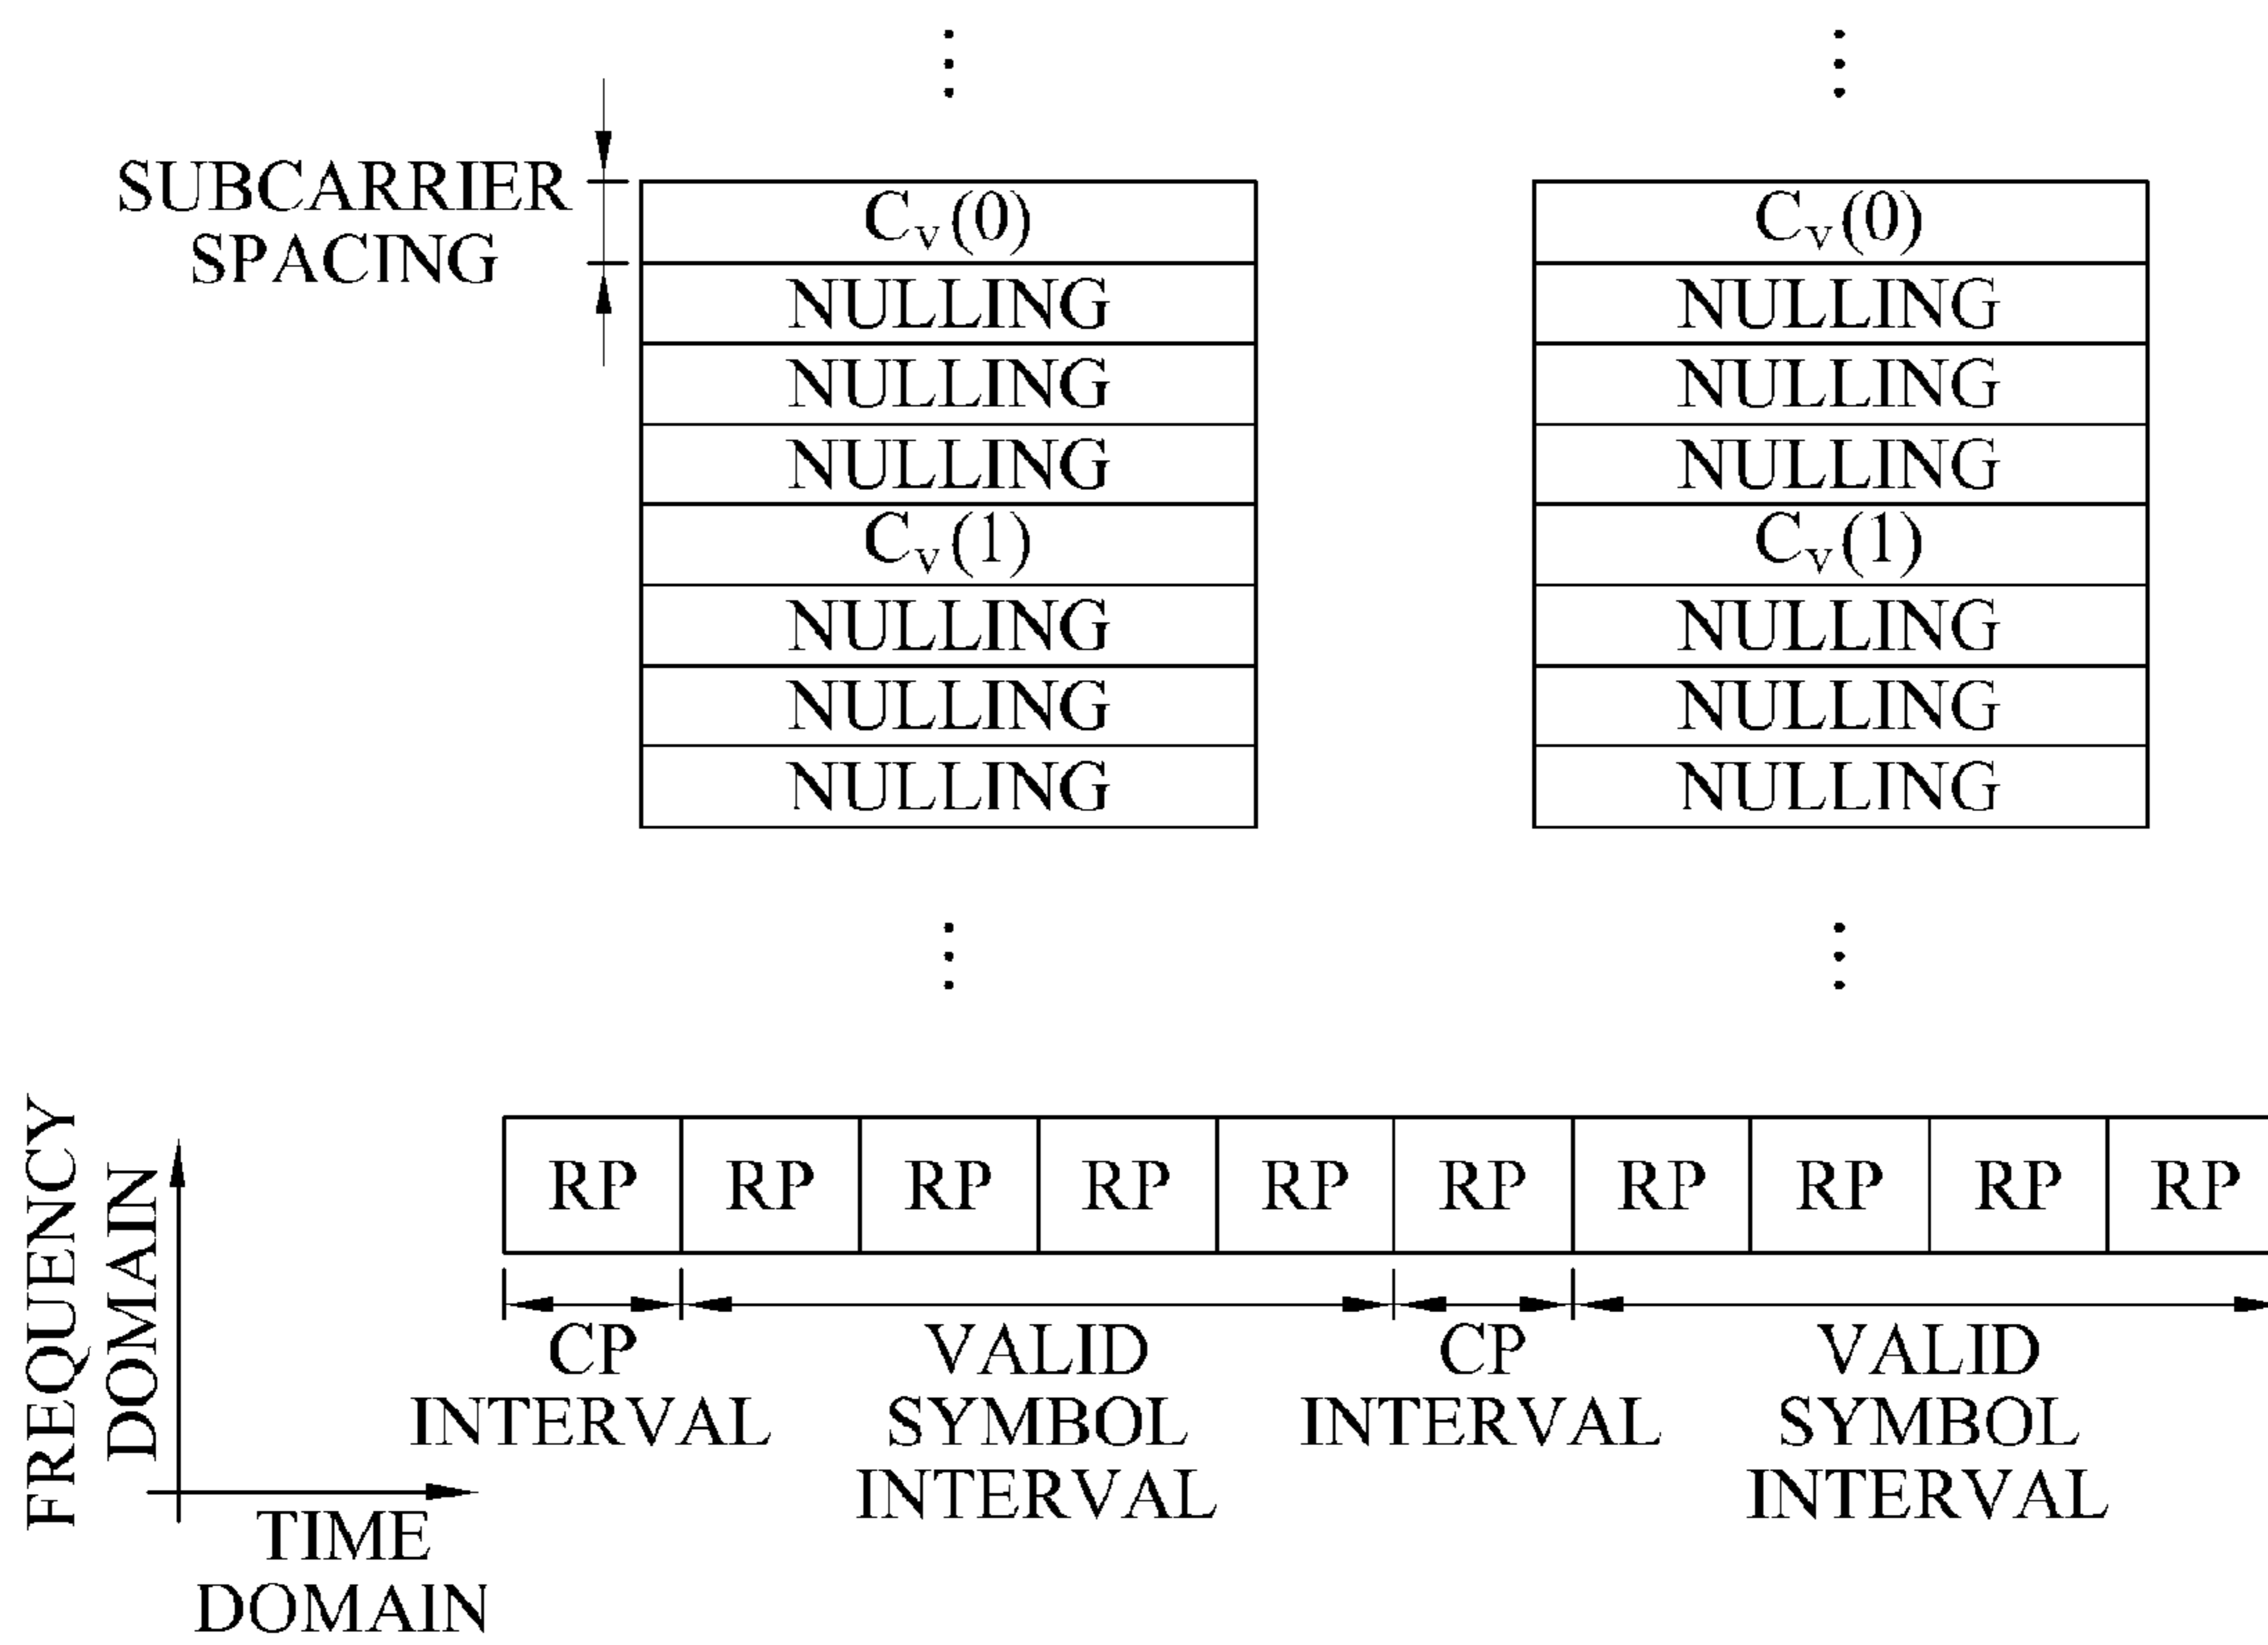 SUBCARRIER
SPACING
Cv(0)
NULLING
NULLING
NULLING
Cv(1)
NULLING
NULLING
NULLING
Cv(0)
NULLING
NULLING
NULLING
Cv(1)
NULLING
NULLING
NULLING
RP RP RP RP RP RP RP RP RP RP
CP
INTERVAL
VALID
SYMBOL
INTERVAL
CP
INTERVAL
VALID
SYMBOL
INTERVAL
FREQUENCY
DOMAIN
TIME
DOMAIN